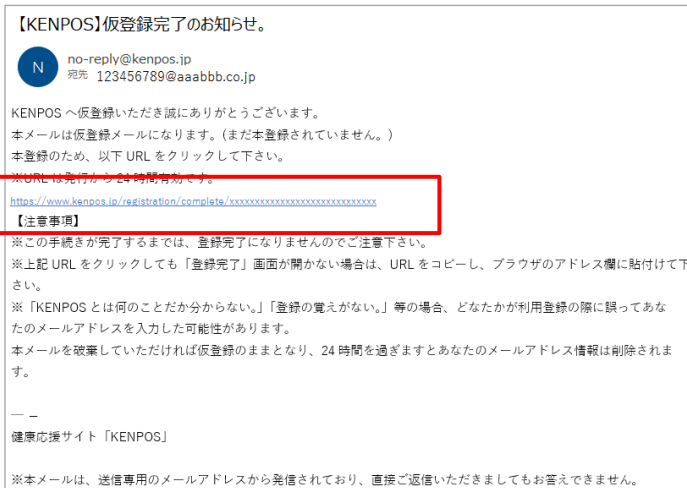 【KENPOS】仮登録完了のお知らせ。
N
no-reply@kenpos.jp
宛先 123456789@aaabbb.co.jp
KENPOS へ仮登録いただき誠にありがとうございます。
本メールは仮登録メールになります。(まだ本登録されていません。)
本登録のため、以下 URL をクリックして下さい。
※URL は発行から 24 時間有効です。
https://www.kenpos.jp/registration/complete/xxxxxxxxxxxxxxxxxxxxxxxxxxxxx
【注意事項】
※この手続きが完了するまでは、登録完了になりませんのでご注意下さい。
※上記 URL をクリックしても「登録完了」画面が開かない場合は、URL をコピーし、ブラウザのアドレス欄に貼付けて下
さい。
※「KENPOS とは何のことだか分からない。」「登録の覚えがない。」等の場合、どなたかが利用登録の際に誤ってあな
たのメールアドレスを入力した可能性があります。
本メールを破棄していただければ仮登録のままとなり、24 時間を過ぎますとあなたのメールアドレス情報は削除されま
す。
― –
健康応援サイト「KENPOS」
※本メールは、送信専用のメールアドレスから発信されており、直接ご返信いただきましてもお答えできません。